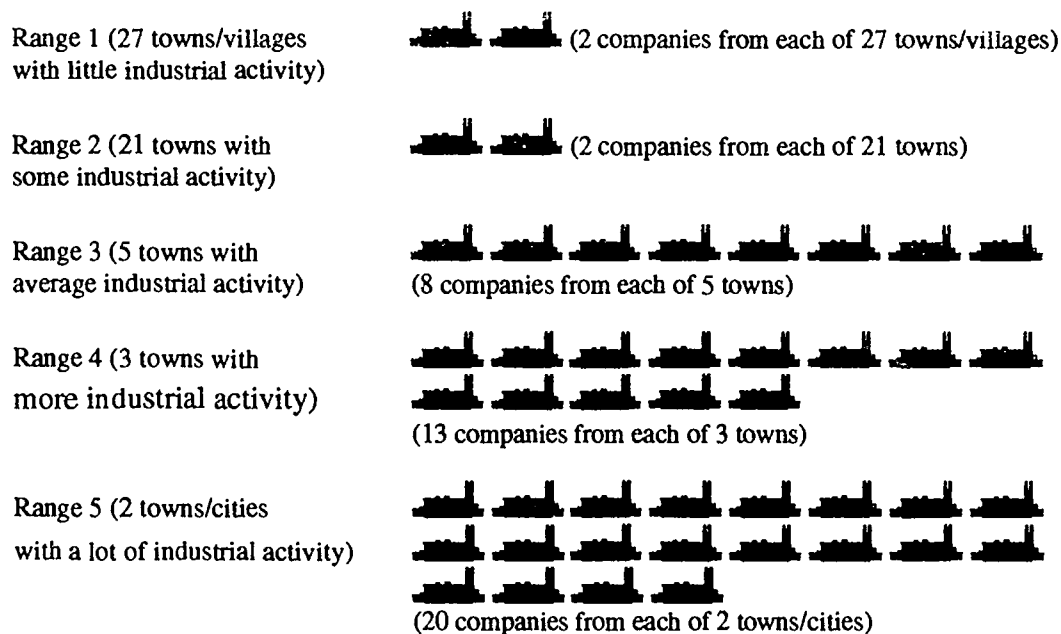 Range 1 (27 towns/villages
with little industrial activity)
(2 companies from each of 27 towns/villages)
Range 2 (21 towns with
some industrial activity)
(2 companies from each of 21 towns)
Range 3 (5 towns with
average industrial activity)
(8 companies from each of 5 towns)
Range 4 (3 towns with
more industrial activity)
(13 companies from each of 3 towns)
Range 5 (2 towns/cities
with a lot of industrial activity)
(20 companies from each of 2 towns/cities)